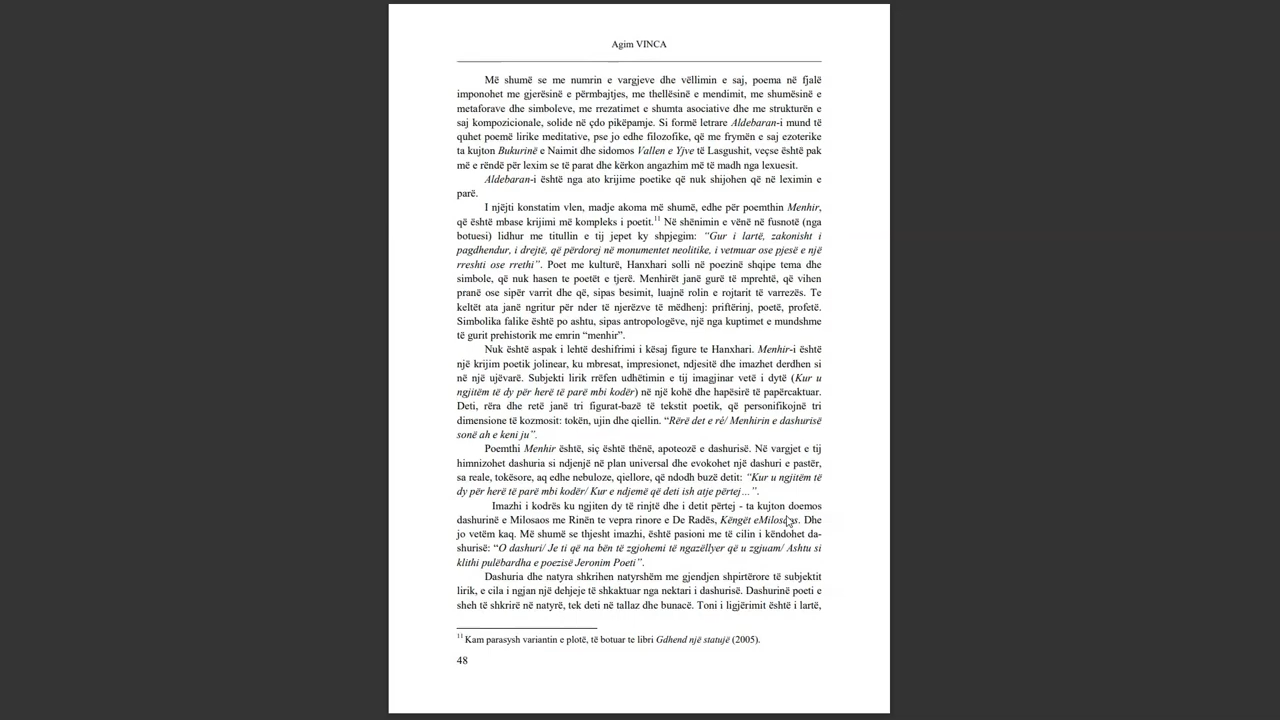 Agim VINCA
Më shumë se me numrin e vargjeve dhe vëllimin e saj, poema në fjalë
imponohet me gjerësinë e përmbajtjes, me thellësinë e mendimit, me shumësinë e
metaforave dhe simboleve, me rrezatimet e shumta asociative dhe me strukturën e
saj kompozicionale, solide në çdo pikëpamje. Si formë letrare Aldebaran-i mund të
quhet poemë lirike meditative, pse jo edhe filozofike, që me frymën e saj ezoterike
ta kujton Bukurinë e Naimit dhe sidomos Vallen e Yjve të Lasgushit, veçse është pak
më e rëndë për lexim se të parat dhe kërkon angazhim më të madh nga lexuesit.
Aldebaran-i është nga ato krijime poetike që nuk shijohen që në leximin e
parë.
I njëjti konstatim vlen, madje akoma më shumë, edhe për poemthin Menhir,
që është mbase krijimi më kompleks i poetit.11 Në shënimin e vënë në fusnotë (nga
botuesi) lidhur me titullin e tij jepet ky shpjegim: “Gur i lartë, zakonisht i
pagdhendur, i drejtë, që përdorej në monumentet neolitike, i vetmuar ose pjesë e një
rreshti ose rrethi”. Poet me kulturë, Hanxhari solli në poezinë shqipe tema dhe
simbole, që nuk hasen te poetët e tjerë. Menhirët janë gurë të mprehtë, që vihen
pranë ose sipër varrit dhe që, sipas besimit, luajnë rolin e rojtarit të varrezës. Te
keltët ata janë ngritur për nder të njerëzve të mëdhenj: priftërinj, poetë, profetë.
Simbolika falike është po ashtu, sipas antropologëve, një nga kuptimet e mundshme
të gurit prehistorik me emrin “menhir”.
Nuk është aspak i lehtë deshifrimi i kësaj figure te Hanxhari. Menhir-i është
një krijim poetik jolinear, ku mbresat, impresionet, ndjesitë dhe imazhet derdhen si
në një ujëvarë. Subjekti lirik rrëfen udhëtimin e tij imagjinar vetë i dytë (Kur u
ngjitëm të dy për herë të parë mbi kodër) në një kohë dhe hapësirë të papërcaktuar.
Deti, rëra dhe retë janë tri figurat-bazë të tekstit poetik, që personifikojnë tri
dimensione të kozmosit: tokën, ujin dhe qiellin. “Rërë det e rè/ Menhirin e dashurisë
sonë ah e keni ju”.
Poemthi Menhir është, siç është thënë, apoteozë e dashurisë. Në vargjet e tij
himnizohet dashuria si ndjenjë në plan universal dhe evokohet një dashuri e pastër,
sa reale, tokësore, aq edhe nebuloze, qiellore, që ndodh buzë detit: “Kur u ngjitëm të
dy për herë të parë mbi kodër/ Kur e ndjemë që deti ish atje përtej…”.
Imazhi i kodrës ku ngjiten dy të rinjtë dhe i detit përtej - ta kujton doemos
dashurinë e Milosaos me Rinën te vepra rinore e De Radës, Këngët eMilosaos. Dhe
jo vetëm kaq. Më shumë se thjesht imazhi, është pasioni me të cilin i këndohet da-
shurisë: “O dashuri/ Je ti që na bën të zgjohemi të ngazëllyer që u zgjuam/ Ashtu si
klithi pulëbardha e poezisë Jeronim Poeti”.
Dashuria dhe natyra shkrihen natyrshëm me gjendjen shpirtërore të subjektit
lirik, e cila i ngjan një dehjeje të shkaktuar nga nektari i dashurisë. Dashurinë poeti e
sheh të shkrirë në natyrë, tek deti në tallaz dhe bunacë. Toni i ligjërimit është i lartë,
11 Kam parasysh variantin e plotë, të botuar te libri Gdhend një statujë (2005).
48